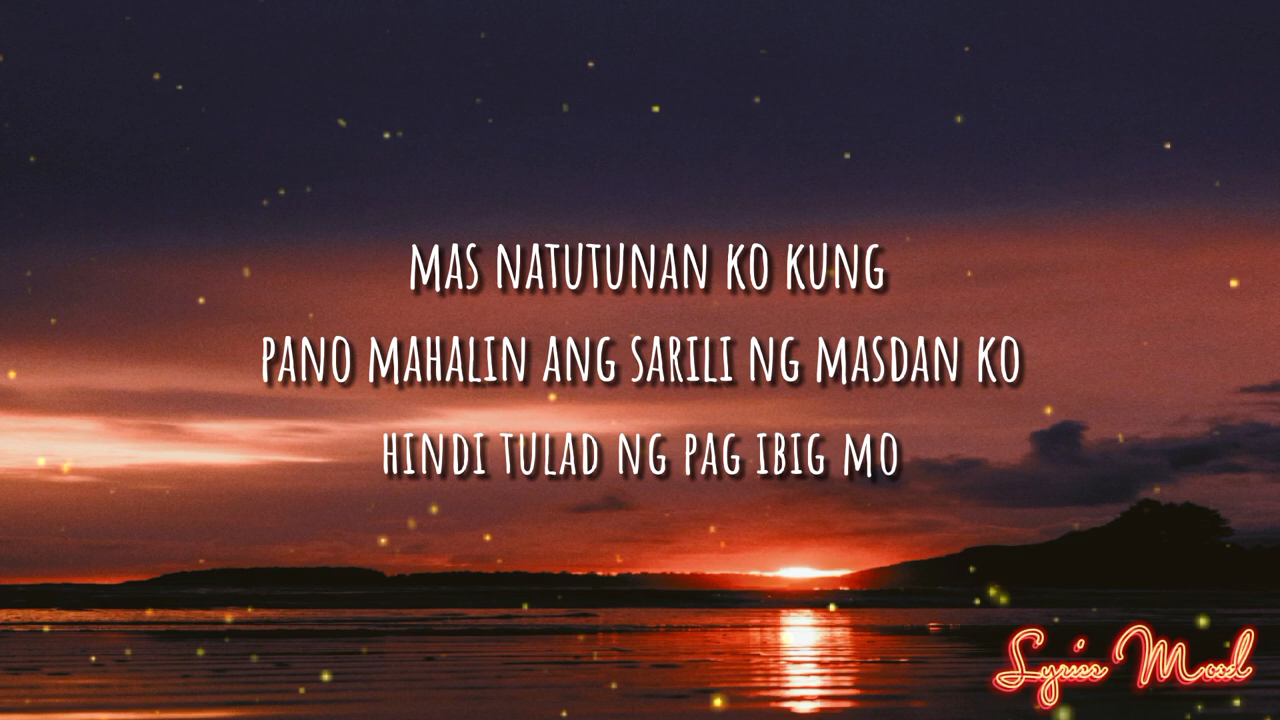 MAS NATUTUNAN KO KUNG
PANO MAHALIN ANG SARILI NG MASDAN KO
HINDI TULAD NG PAG IBIG MO
Lyrics Mood